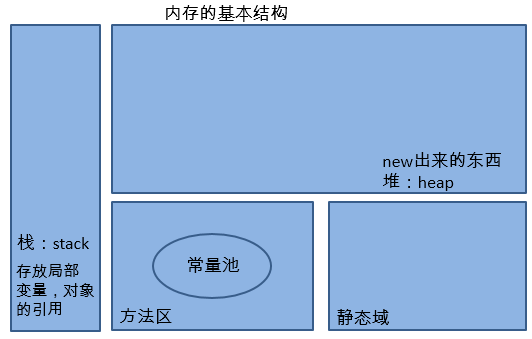 内存的基本结构
new出来的东西
堆：heap
栈：stack
存放局部
变量，对象
的引用
常量池
方法区
静态域